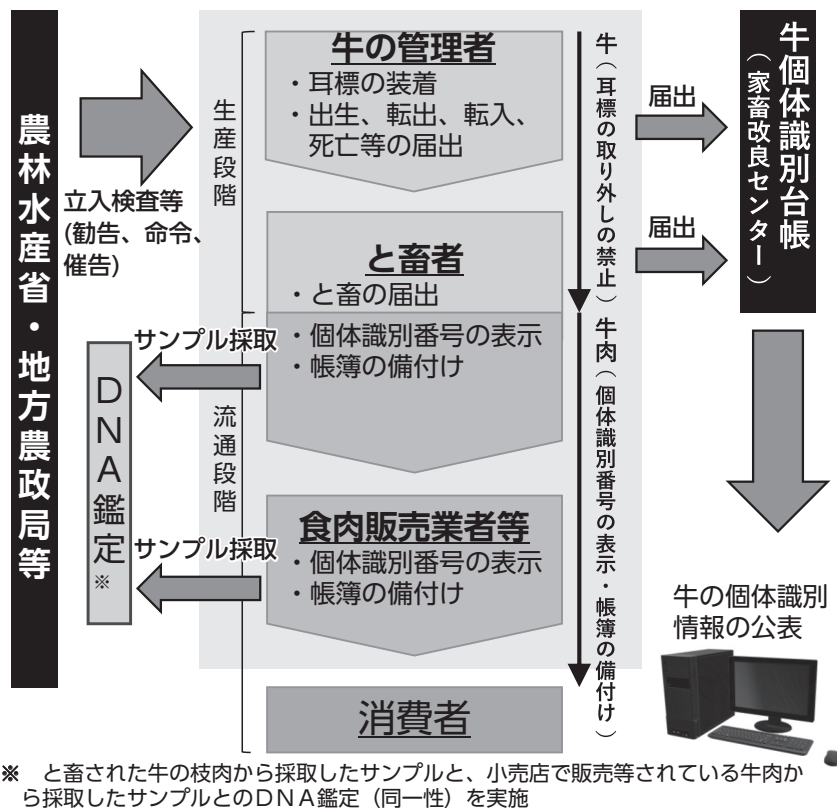 農林水産省・地方農政局等
立入検査等
(勧告、命令、
催告)
生産段階
牛の管理者
・耳標の装着
・出生、転出、転入、
死亡等の届出
と畜者
・と畜の届出
・個体識別番号の表示
・帳簿の備付け
流通段階
サンプル採取
DNA鑑定※
サンプル採取
食肉販売業者等
・個体識別番号の表示
・帳簿の備付け
消費者
牛（耳標の取り外しの禁止）
牛肉（個体識別番号の表示・帳簿の備付け）
届出
届出
牛個体識別台帳
（家畜改良センター）
牛の個体識別
情報の公表
※　と畜された牛の枝肉から採取したサンプルと、小売店で販売等されている牛肉か
ら採取したサンプルとのＤＮＡ鑑定（同一性）を実施